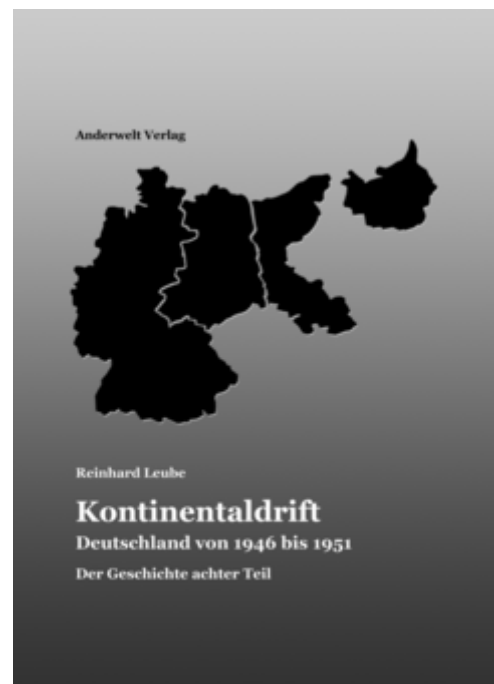 Anderwelt Verlag
Reinhard Leube
Kontinentaldrift
Deutschland von 1946 bis 1951
Der Geschichte achter Teil